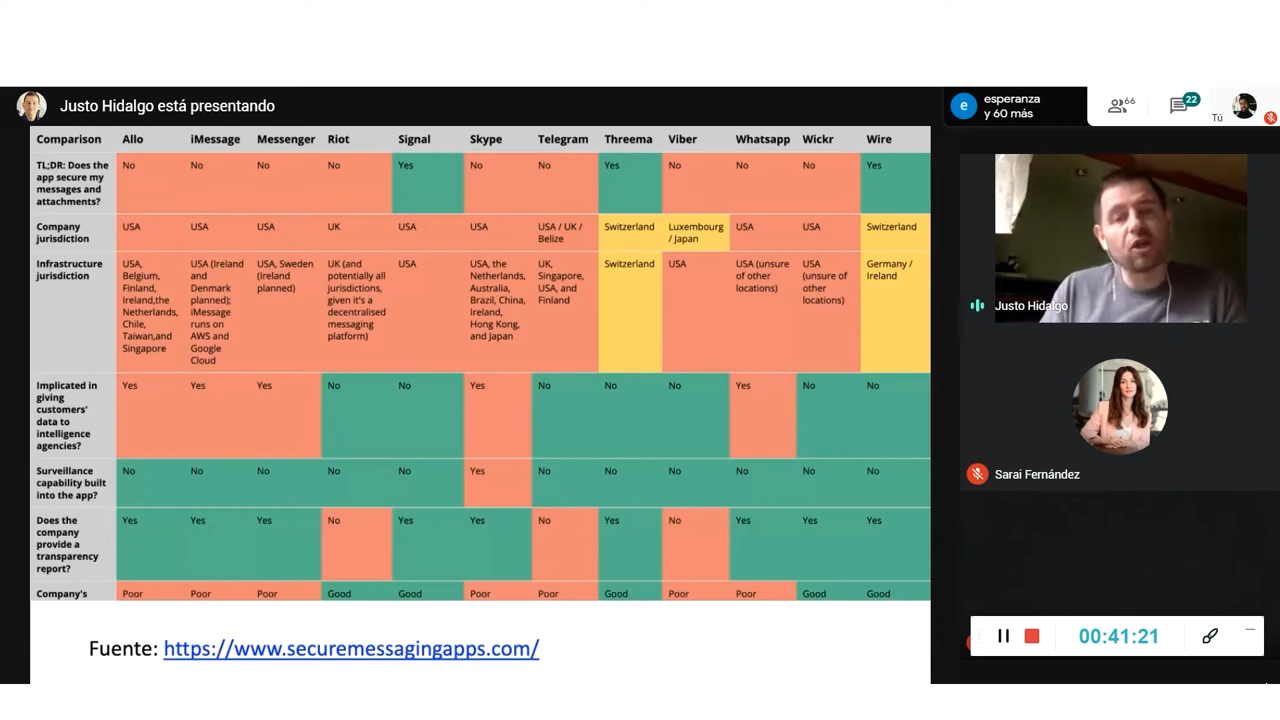 Justo Hidalgo está presentando
esperanza
y 60 más
66
22
Tú
Comparison Allo iMessage Messenger Riot Signal Skype Telegram Threema Viber Whatsapp Wickr Wire
TL;DR: Does the
app secure my
messages and
attachments?
No No No No Yes No No Yes No No No Yes
Company
jurisdiction
USA USA USA UK USA USA USA / UK /
Belize
Switzerland Luxembourg
/ Japan
USA USA Switzerland
Infrastructure
jurisdiction
USA,
Belgium,
Finland,
Ireland,the
Netherlands,
Chile,
Taiwan,and
Singapore
USA (Ireland
and
Denmark
planned);
iMessage
runs on
AWS and
Google
Cloud
USA, Sweden
(Ireland
planned)
UK (and
potentially all
jurisdictions,
given it's a
decentralised
messaging
platform)
USA
USA, the
Netherlands,
Australia,
Brazil, China,
Ireland,
Hong Kong,
and Japan
UK,
Singapore,
USA, and
Finland
Switzerland
USA
USA (unsure
of other
locations)
USA
(unsure of
other
locations)
Germany /
Ireland
Implicated in
giving
customers'
data to
intelligence
agencies?
Yes Yes Yes No No Yes No No No Yes No No
Surveillance
capability built
into the app?
No No No No No Yes No No No No No No
Does the
company
provide a
transparency
report?
Yes Yes Yes No Yes Yes No Yes No Yes Yes Yes
Company's Poor Poor Poor Good Good Poor Poor Good Poor Poor Good Good
Fuente: https://www.securemessagingapps.com/
Justo Hidalgo
Sarai Fernández
00:41:21